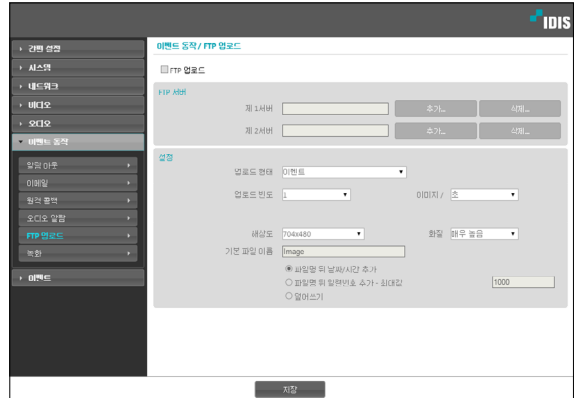 IDIS
간편 설정
시스템
네트워크
비디오
오디오
이벤트 동작
알람 아웃
이메일
원격 콜백
오디오 알람
FTP 업로드
녹화
이벤트
이벤트 동작 / FTP 업로드
FTP 업로드
FTP 서버
제 1서버 추가... 삭제...
제 2서버 추가... 삭제...
설정
업로드 형태 이벤트
업로드 빈도 1 이미지 / 초
해상도 704x480 화질 매우 높음
기본 파일 이름 Image
파일명 뒤 날짜/시간 추가
파일명 뒤 일련번호 추가 - 최대값 1000
덮어쓰기
저장